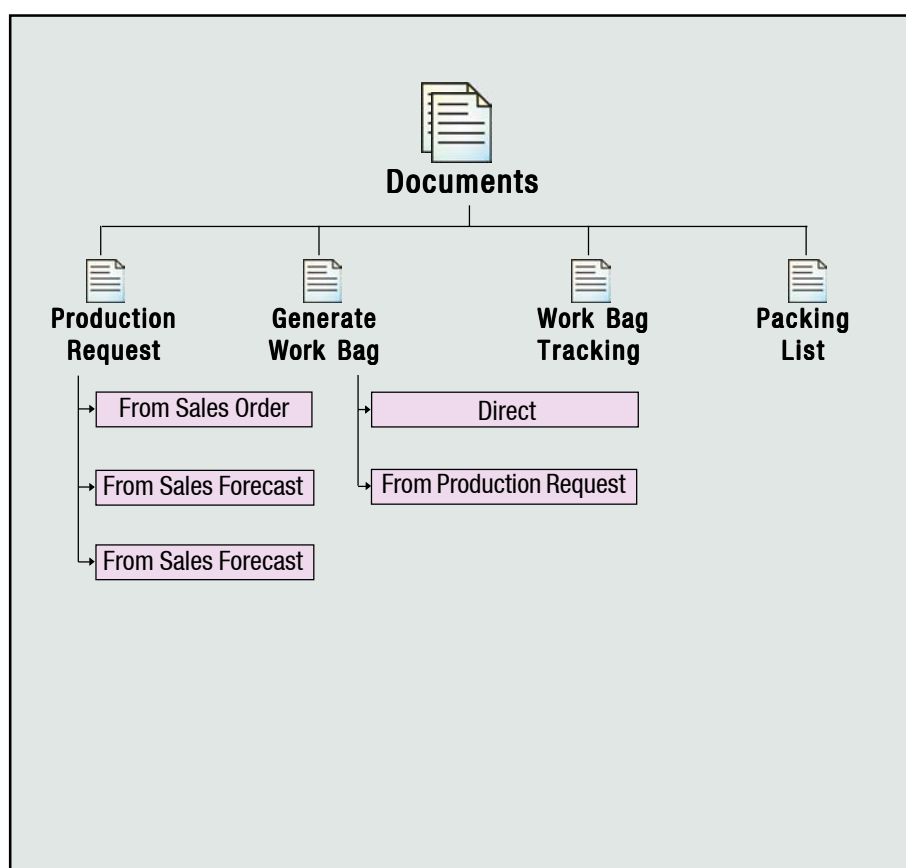 Documents
Production
Request
Generate
Work Bag
Work Bag
Tracking
Packing
List
From Sales Order
From Sales Forecast
From Sales Forecast
Direct
From Production Request